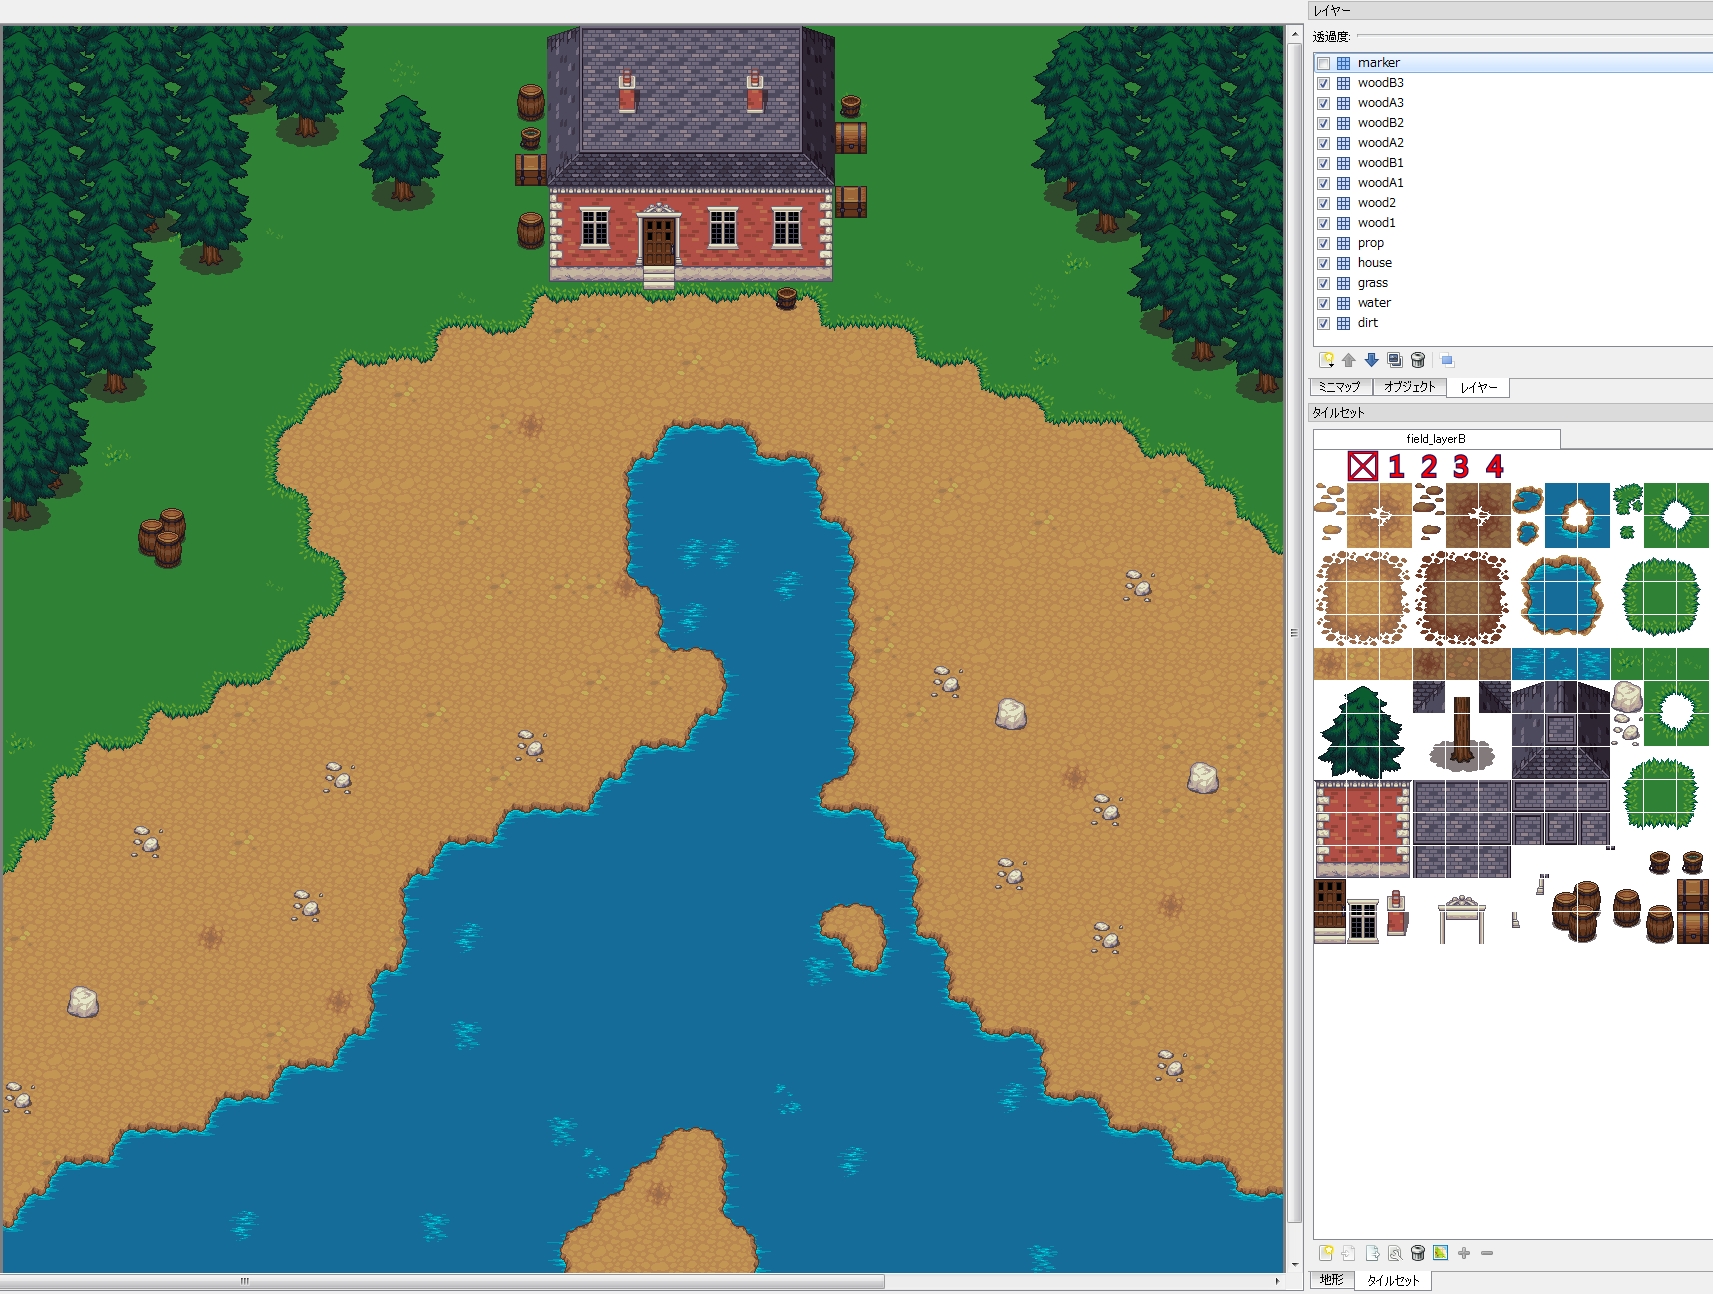 レイヤー
透過度:
marker
woodB3
woodA3
woodB2
woodA2
woodB1
woodA1
wood2
wood1
prop
house
grass
water
dirt
ミニマップ オブジェクト レイヤー
タイルセット
field_layerB
1 2 3 4
地形 タイルセット